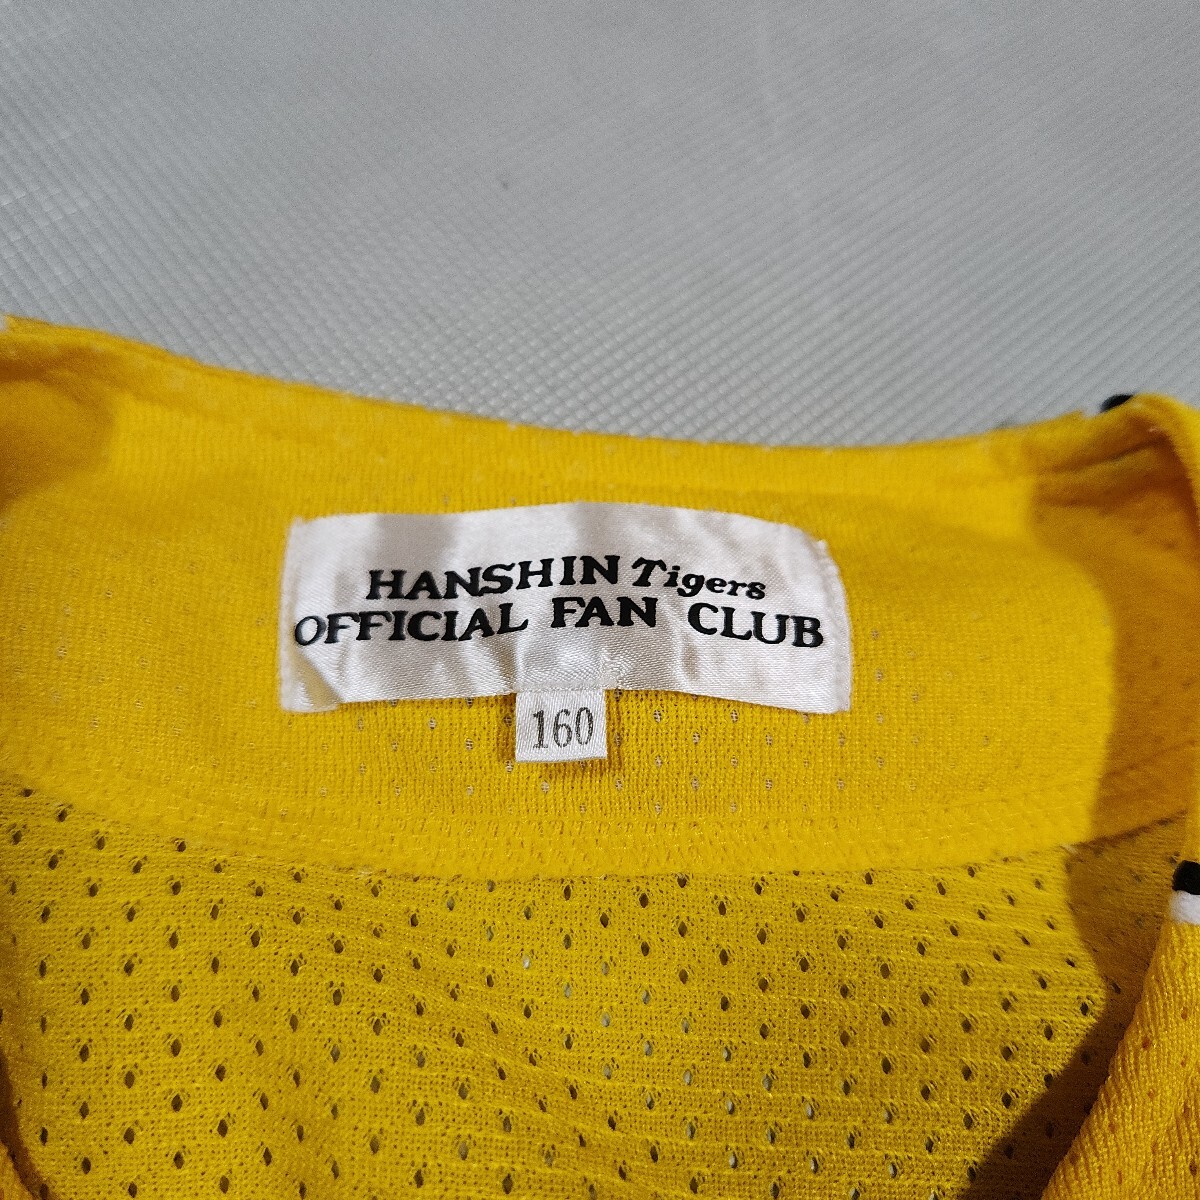 HANSHIN Tigers
OFFICIAL FAN CLUB
160